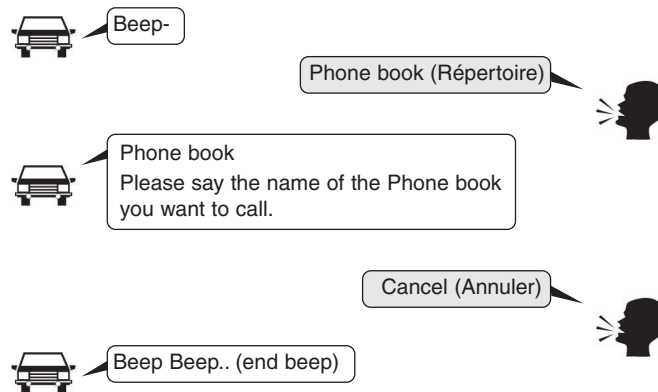 Beep-
Phone book (Répertoire)
Phone book
Please say the name of the Phone book
you want to call.
Cancel (Annuler)
Beep Beep.. (end beep)